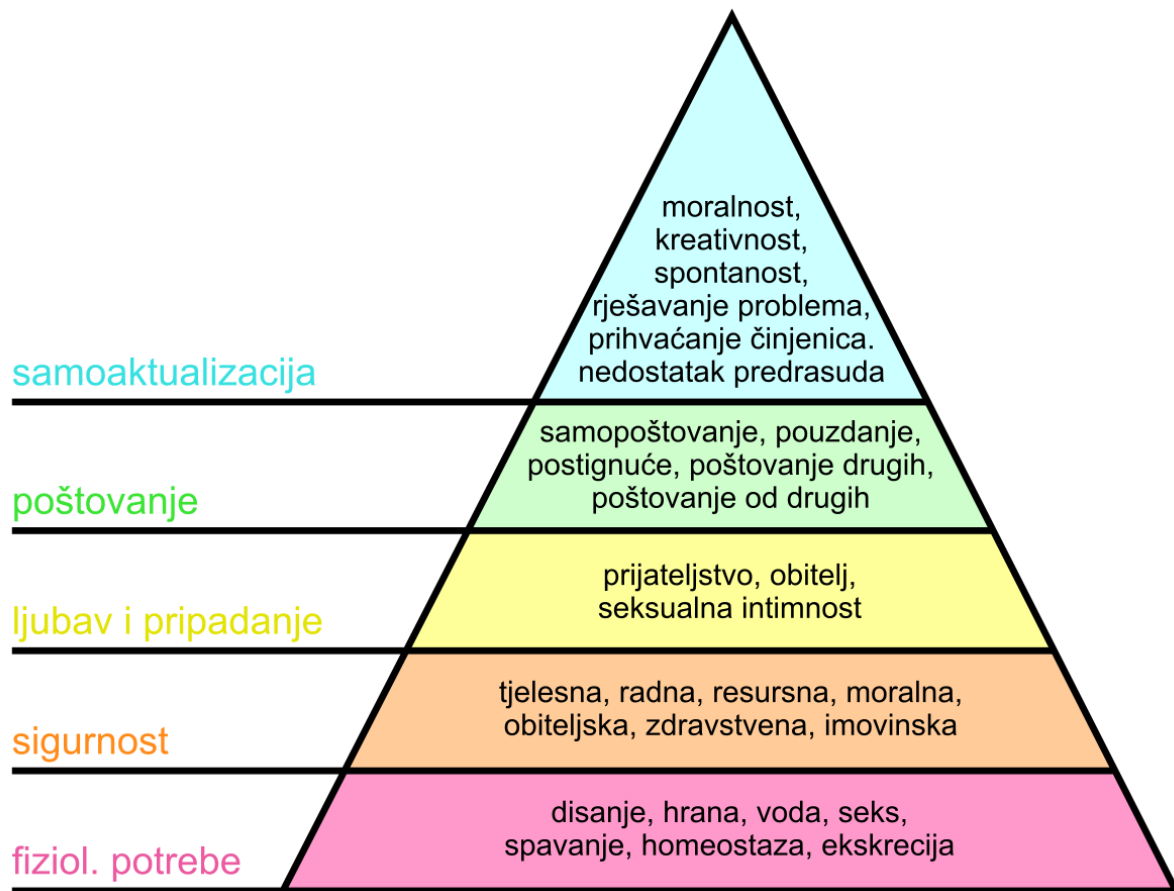 moralnost,
kreativnost,
spontanost,
rješavanje problema,
prihvaćanje činjenica.
nedostatak predrasuda
samoaktualizacija
samopoštovanje, pouzdanje,
postignuće, poštovanje drugih,
poštovanje od drugih
poštovanje
prijateljstvo, obitelj,
seksualna intimnost
ljubav i pripadanje
tjelesna, radna, resursna, moralna,
obiteljska, zdravstvena, imovinska
sigurnost
disanje, hrana, voda, seks,
spavanje, homeostaza, ekskrecija
fiziol. potrebe